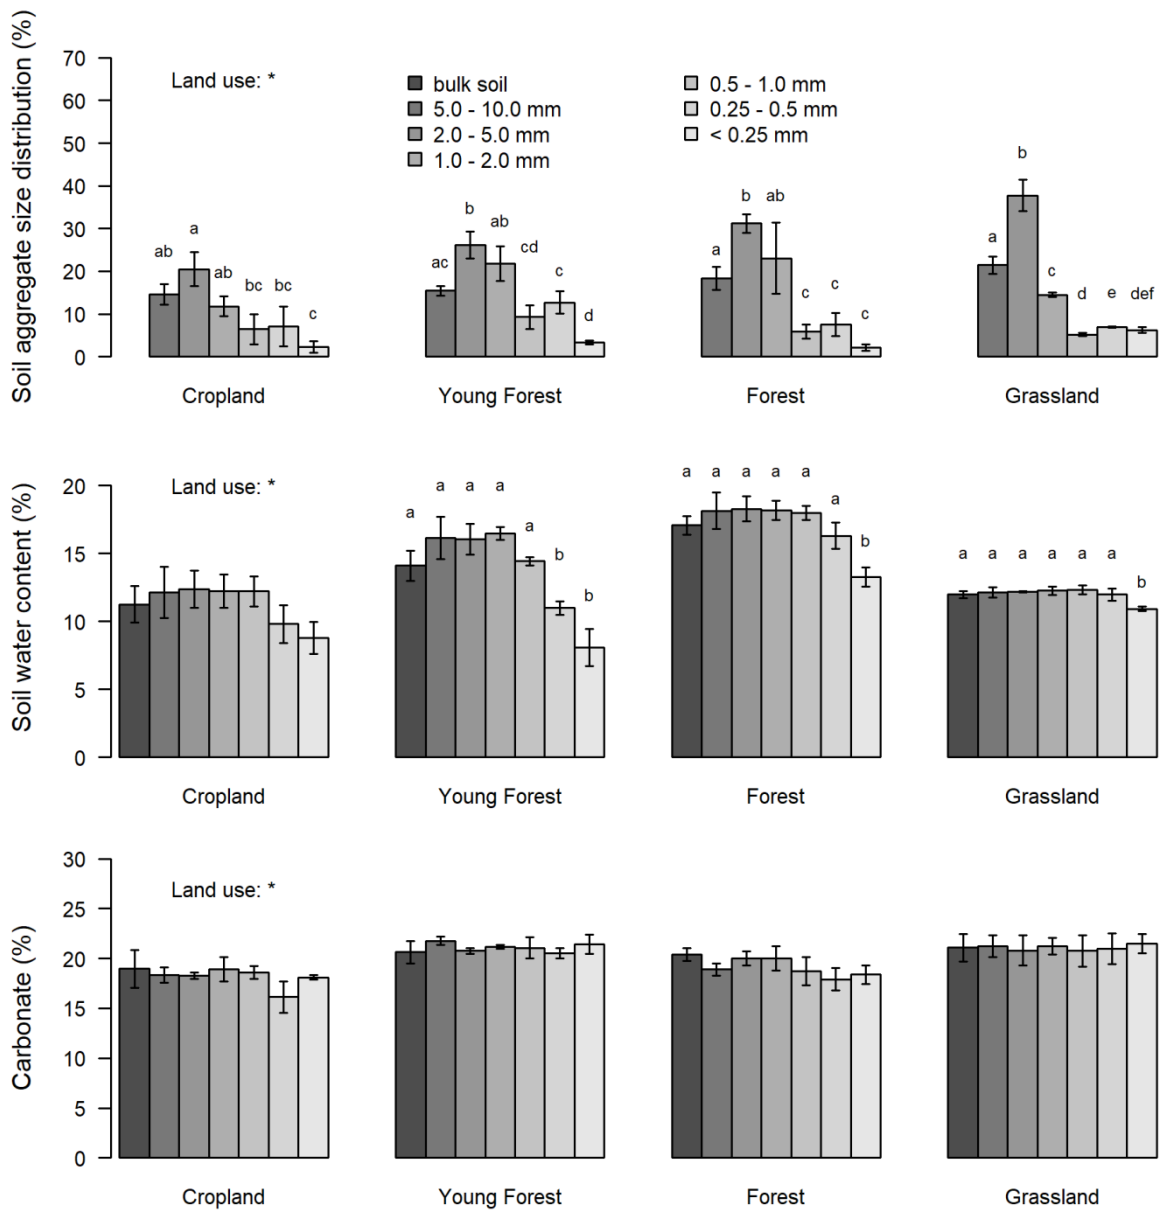 Soil aggregate size distribution (%)
70
60
50
40
30
20
10
0
Land use: *
bulk soil
5.0 - 10.0 mm
2.0 - 5.0 mm
1.0 - 2.0 mm
0.5 - 1.0 mm
0.25 - 0.5 mm
< 0.25 mm
ab a ab bc bc c
ac b ab cd c d
a b ab c c c
a b c d e def
Cropland Young Forest Forest Grassland
Soil water content (%)
20
15
10
5
0
Land use: *
a a a a a b b
a a a a a a b
a a a a a a b
Cropland Young Forest Forest Grassland
Carbonate (%)
30
25
20
15
10
5
0
Land use: *
Cropland Young Forest Forest Grassland